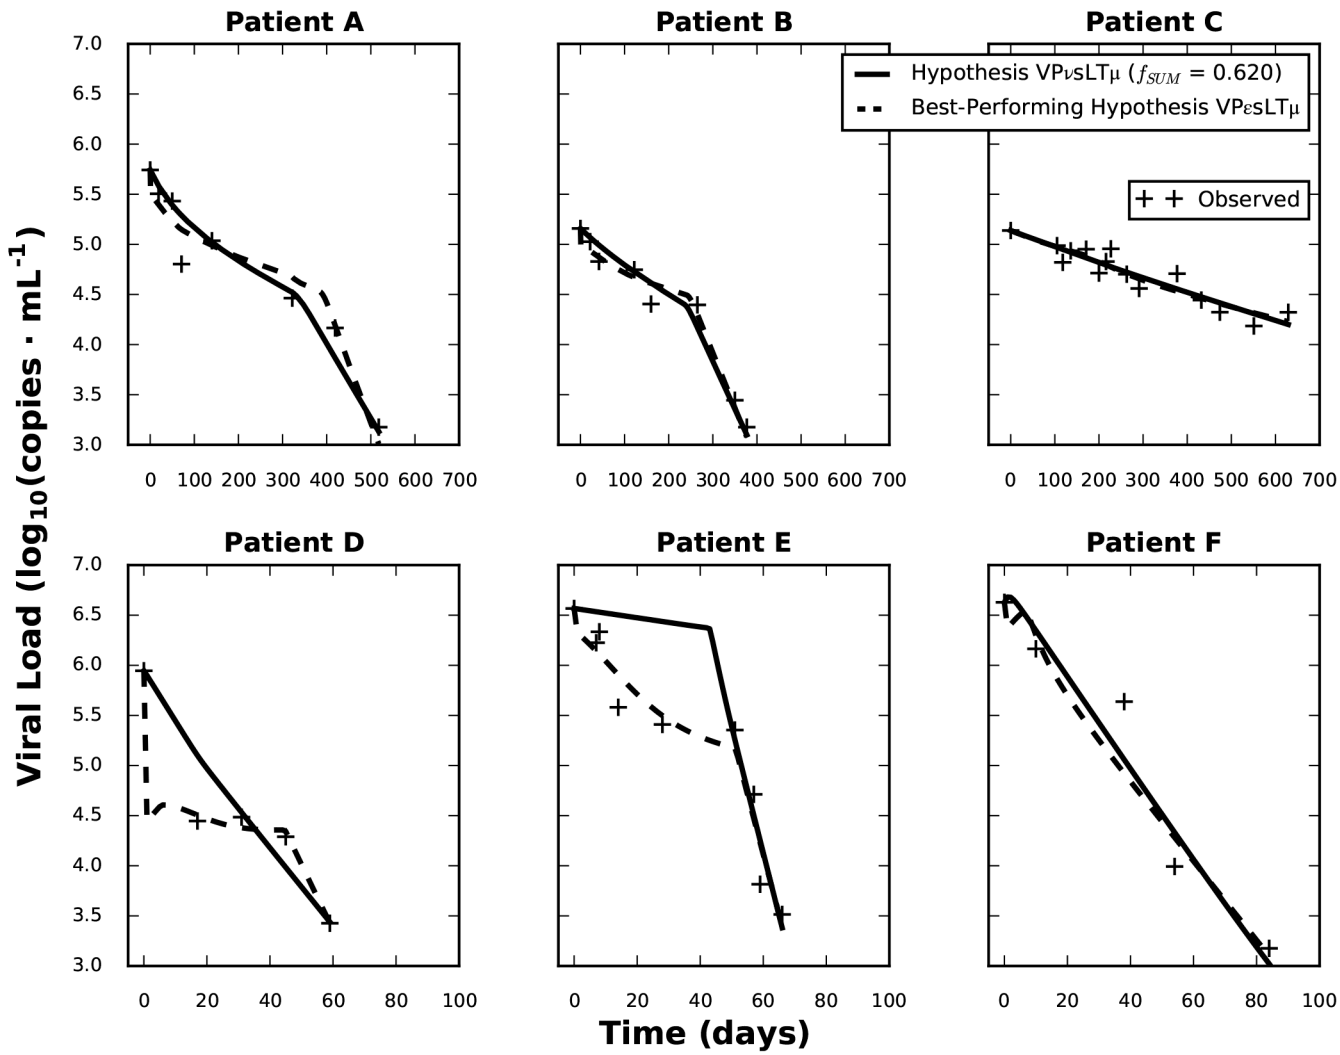 Patient A Patient B Patient C
7.0
6.5
6.0
5.5
5.0
4.5
4.0
3.5
3.0
Hypothesis VPνsLTμ (fSUM = 0.620)
Best-Performing Hypothesis VPεsLTμ
Observed
0 100 200 300 400 500 600 700
0 100 200 300 400 500 600 700
0 100 200 300 400 500 600 700
Viral Load (log10(copies · mL-1)
Patient D Patient E Patient F
7.0
6.5
6.0
5.5
5.0
4.5
4.0
3.5
3.0
0 20 40 60 80 100
0 20 40 60 80 100
0 20 40 60 80 100
Time (days)